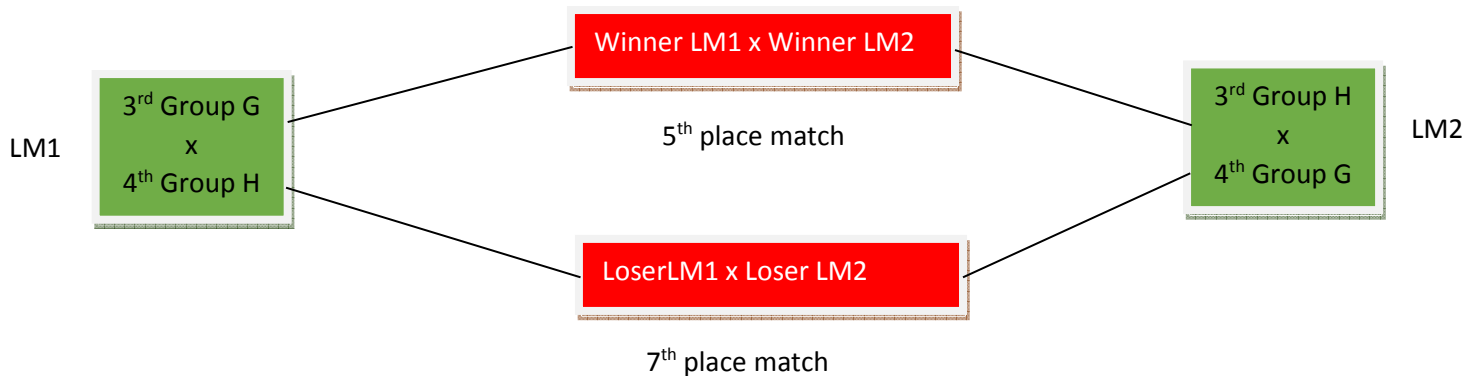 Winner LM1 x Winner LM2
5th place match
LM1
3rd Group G
x
4th Group H
3rd Group H
x
4th Group G
LM2
LoserLM1 x Loser LM2
7th place match